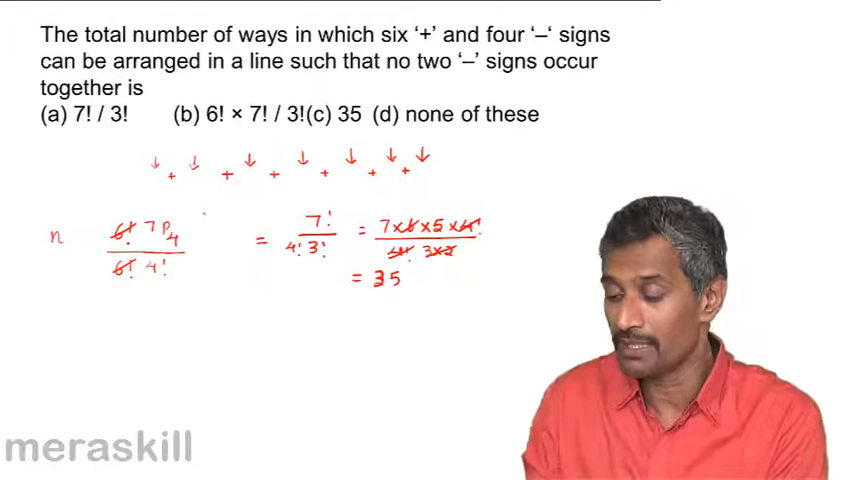 The total number of ways in which six ‘+’ and four ‘–‘ signs
can be arranged in a line such that no two ‘–’ signs occur
together is
(a) 7! / 3! (b) 6! × 7! / 3!(c) 35 (d) none of these
↓ + ↓ + ↓ + ↓ + ↓ + ↓ + ↓
n 6! 7P4 / 6! 4! = 7! / 4! 3! = 7×6×5×4! / 4! 3×2
= 35
meraskill